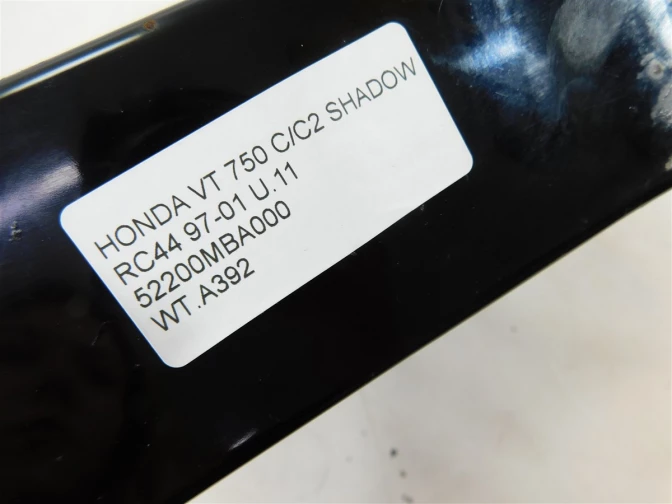 HONDA VT 750 C/C2 SHADOW
RC44 97-01 U.11
52200MBA000
WT.A392